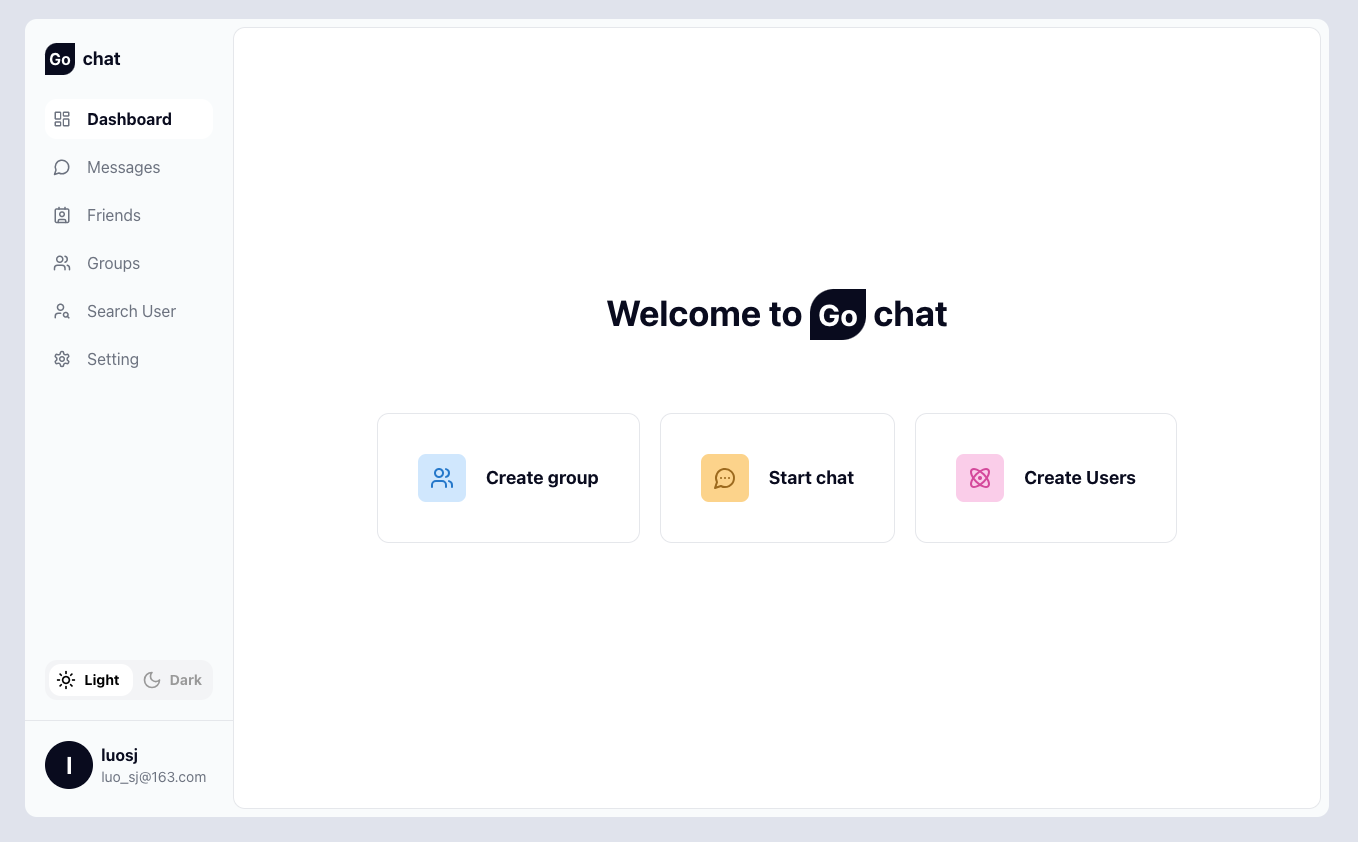 Go chat
Dashboard
Messages
Friends
Groups
Search User
Setting
Welcome to Go chat
Create group
Start chat
Create Users
Light
Dark
l
luosj
luo_sj@163.com